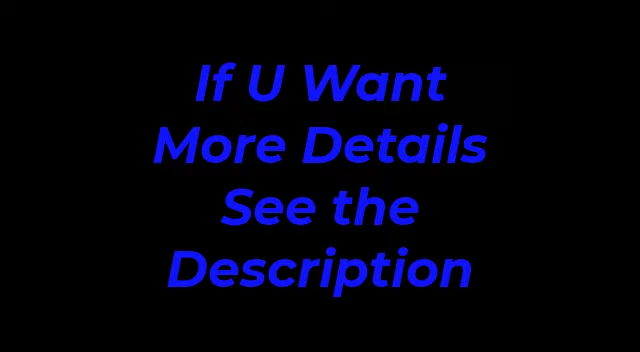 If U Want
More Details
See the
Description